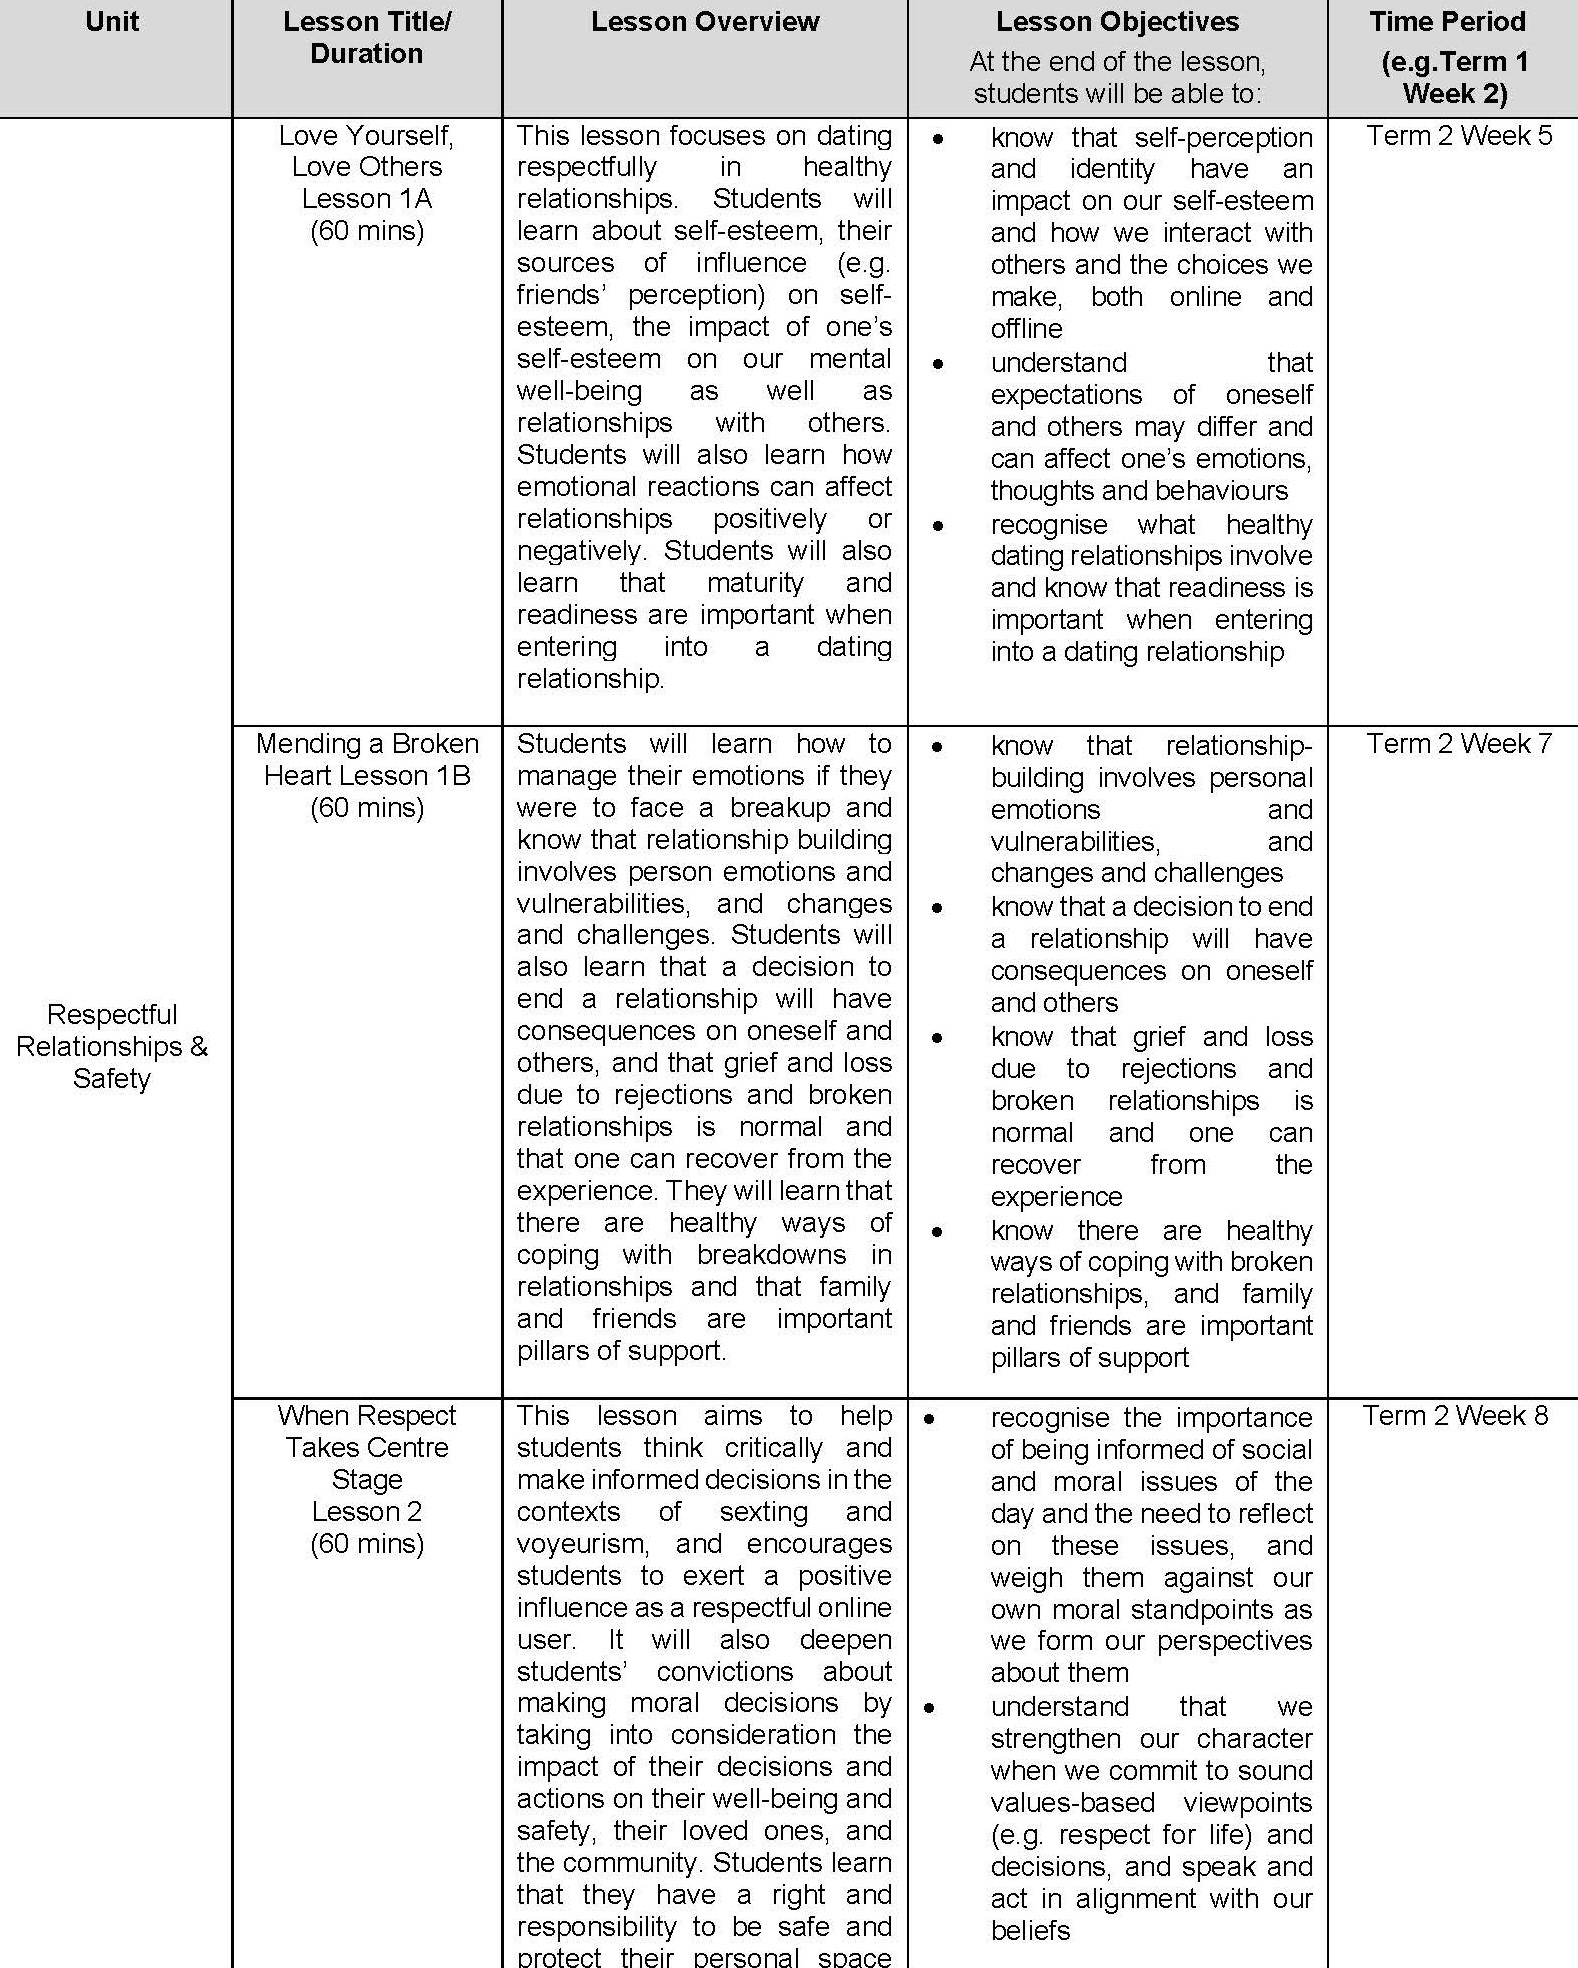 Unit
Lesson Title/
Duration
Lesson Overview
Lesson Objectives
At the end of the lesson,
students will be able to:
Time Period
(e.g.Term 1
Week 2)
Respectful
Relationships &
Safety
Love Yourself,
Love Others
Lesson 1A
(60 mins)
This lesson focuses on dating
respectfully in healthy
relationships. Students will
learn about self-esteem, their
sources of influence (e.g.
friends’ perception) on self-
esteem, the impact of one’s
self-esteem on our mental
well-being as well as
relationships with others.
Students will also learn how
emotional reactions can affect
relationships positively or
negatively. Students will also
learn that maturity and
readiness are important when
entering into a dating
relationship.
• know that self-perception
and identity have an
impact on our self-esteem
and how we interact with
others and the choices we
make, both online and
offline
• understand that
expectations of oneself
and others may differ and
can affect one’s emotions,
thoughts and behaviours
• recognise what healthy
dating relationships involve
and know that readiness is
important when entering
into a dating relationship
Term 2 Week 5
Mending a Broken
Heart Lesson 1B
(60 mins)
Students will learn how to
manage their emotions if they
were to face a breakup and
know that relationship building
involves person emotions and
vulnerabilities, and changes
and challenges. Students will
also learn that a decision to
end a relationship will have
consequences on oneself and
others, and that grief and loss
due to rejections and broken
relationships is normal and
that one can recover from the
experience. They will learn that
there are healthy ways of
coping with breakdowns in
relationships and that family
and friends are important
pillars of support.
• know that relationship-
building involves personal
emotions and
vulnerabilities, and
changes and challenges
• know that a decision to end
a relationship will have
consequences on oneself
and others
• know that grief and loss
due to rejections and
broken relationships is
normal and one can
recover from the
experience
• know there are healthy
ways of coping with broken
relationships, and family
and friends are important
pillars of support
Term 2 Week 7
When Respect
Takes Centre
Stage
Lesson 2
(60 mins)
This lesson aims to help
students think critically and
make informed decisions in the
contexts of sexting and
voyeurism, and encourages
students to exert a positive
influence as a respectful online
user. It will also deepen
students’ convictions about
making moral decisions by
taking into consideration the
impact of their decisions and
actions on their well-being and
safety, their loved ones, and
the community. Students learn
that they have a right and
responsibility to be safe and
protect their personal space
• recognise the importance
of being informed of social
and moral issues of the
day and the need to reflect
on these issues, and
weigh them against our
own moral standpoints as
we form our perspectives
about them
• understand that we
strengthen our character
when we commit to sound
values-based viewpoints
(e.g. respect for life) and
decisions, and speak and
act in alignment with our
beliefs
Term 2 Week 8